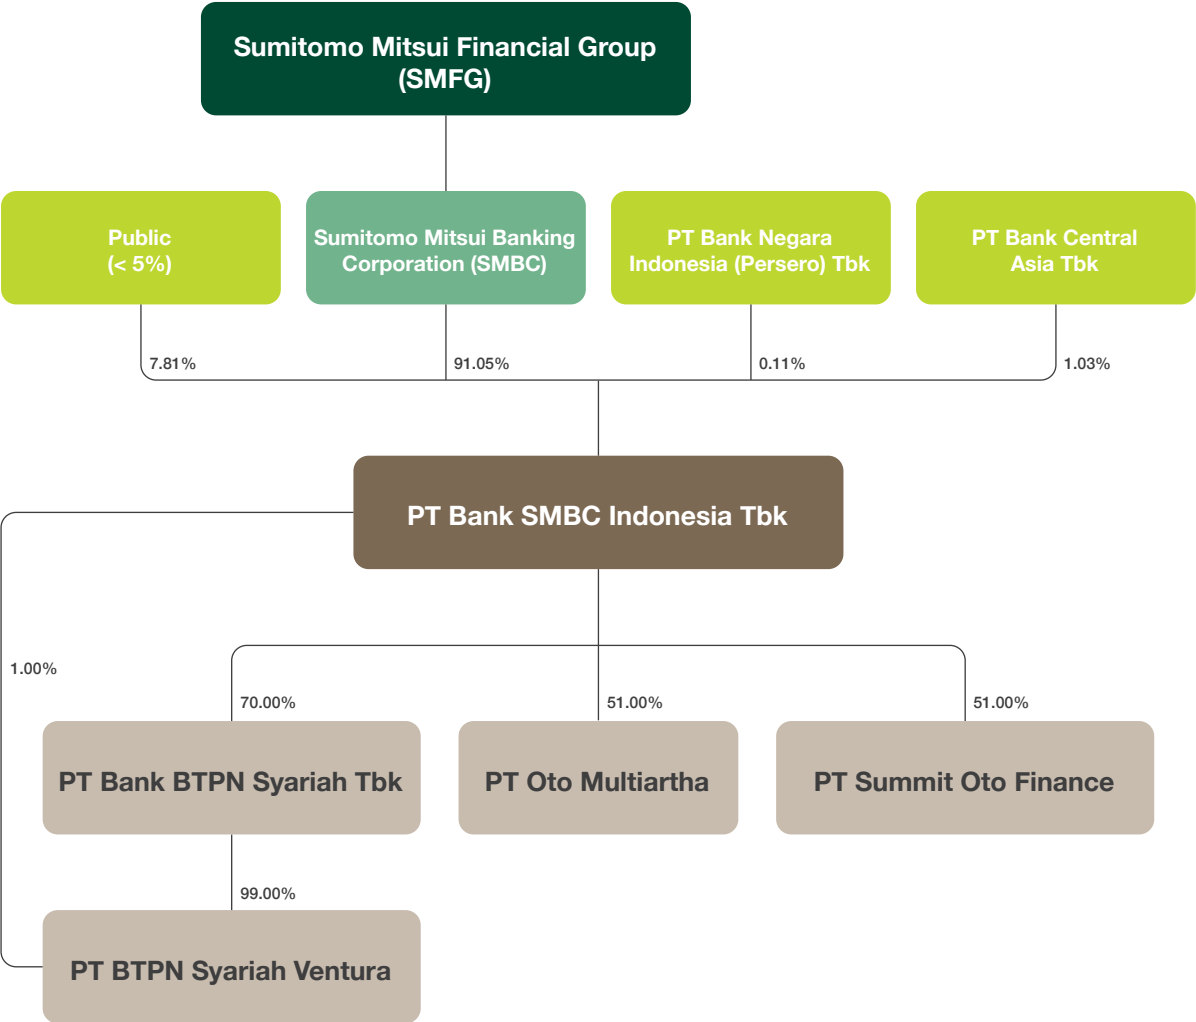 Sumitomo Mitsui Financial Group
(SMFG)
Public
(< 5%)
Sumitomo Mitsui Banking
Corporation (SMBC)
PT Bank Negara
Indonesia (Persero) Tbk
PT Bank Central
Asia Tbk
7.81%
91.05%
0.11%
1.03%
PT Bank SMBC Indonesia Tbk
1.00%
70.00%
51.00%
51.00%
PT Bank BTPN Syariah Tbk
PT Oto Multiartha
PT Summit Oto Finance
99.00%
PT BTPN Syariah Ventura